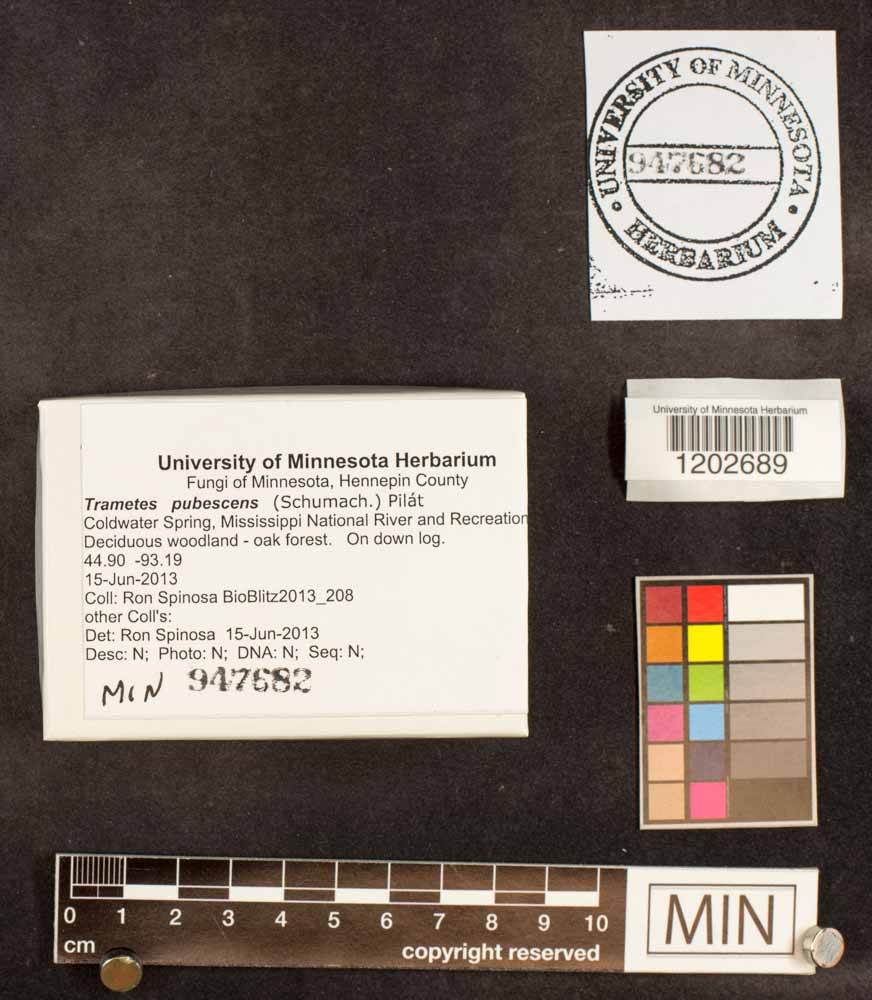 UNIVERSITY OF MINNESOTA
947682
HERBARIUM
University of Minnesota Herbarium
1202689
University of Minnesota Herbarium
Fungi of Minnesota, Hennepin County
Trametes pubescens (Schumach.) Pilát
Coldwater Spring, Mississippi National River and Recreation
Deciduous woodland - oak forest. On down log.
44.90 -93.19
15-Jun-2013
Coll: Ron Spinosa BioBlitz2013_208
other Coll's:
Det: Ron Spinosa 15-Jun-2013
Desc: N; Photo: N; DNA: N; Seq: N;
MIN 947682
0 1 2 3 4 5 6 7 8 9 10
cm
copyright reserved
MIN